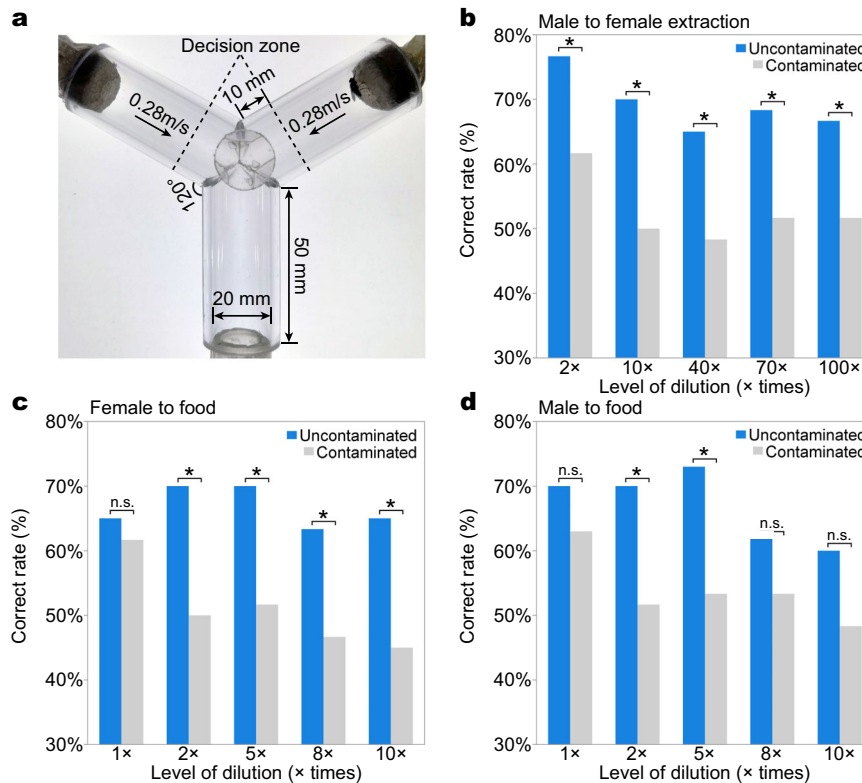 a
Decision zone
10 mm
0.28m/s
0.28m/s
120°
50 mm
20 mm
b
Male to female extraction
80%
70%
60%
50%
40%
30%
Correct rate (%)
Uncontaminated
Contaminated
*
*
*
*
*
2× 10× 40× 70× 100×
Level of dilution (× times)
c
Female to food
80%
70%
60%
50%
40%
30%
Correct rate (%)
Uncontaminated
Contaminated
n.s.
*
*
*
*
1× 2× 5× 8× 10×
Level of dilution (× times)
d
Male to food
80%
70%
60%
50%
40%
30%
Correct rate (%)
Uncontaminated
Contaminated
n.s.
*
*
n.s.
n.s.
1× 2× 5× 8× 10×
Level of dilution (× times)